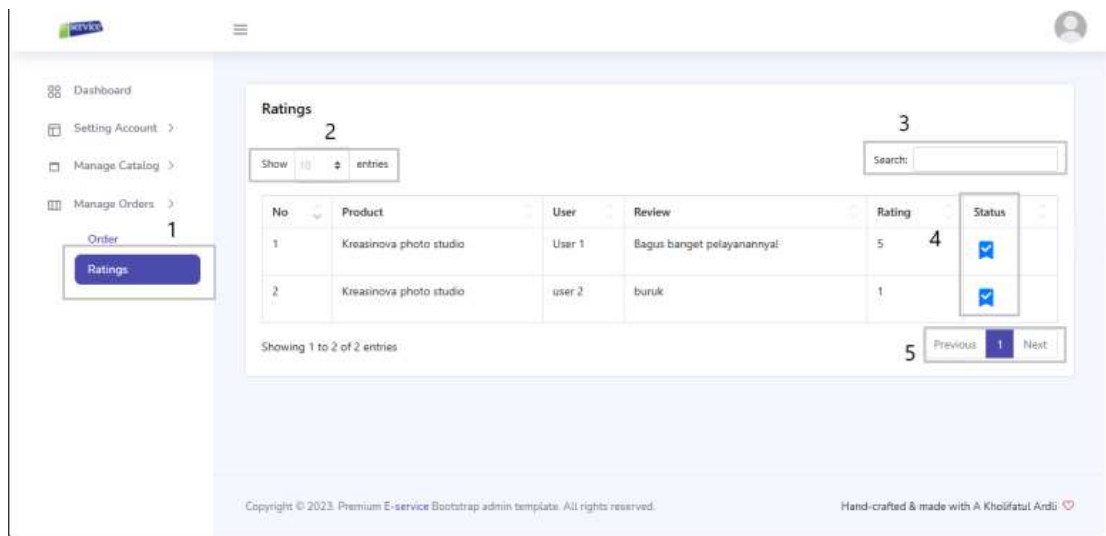 service
Dashboard
Setting Account >
Manage Catalog >
Manage Orders >
1
Order
Ratings
Ratings
2
3
Show 10 entries
Search:
No Product User Review Rating Status
1 Kreasinova photo studio User 1 Bagus banget pelayanannya! 5
4
2 Kreasinova photo studio user 2 buruk 1
Showing 1 to 2 of 2 entries
5
Previous 1 Next
Copyright © 2023. Premium E-service Bootstrap admin template. All rights reserved.
Hand-crafted & made with A Kholifatul Ardli